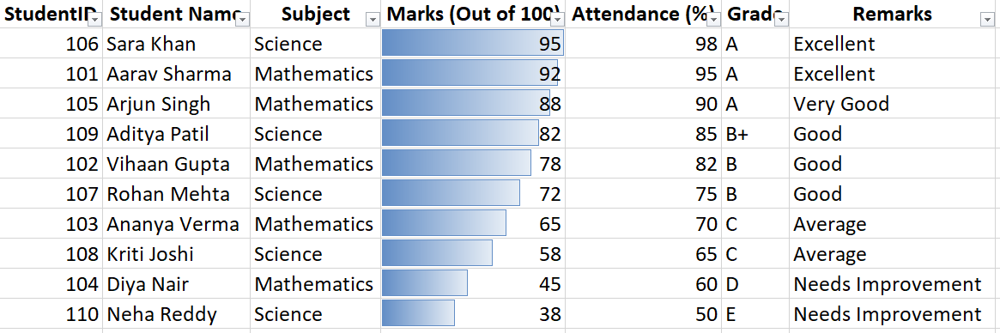 StudentID Student Name Subject Marks (Out of 100) Attendance (%) Grade Remarks
106 Sara Khan Science 95 98 A Excellent
101 Aarav Sharma Mathematics 92 95 A Excellent
105 Arjun Singh Mathematics 88 90 A Very Good
109 Aditya Patil Science 82 85 B+ Good
102 Vihaan Gupta Mathematics 78 82 B Good
107 Rohan Mehta Science 72 75 B Good
103 Ananya Verma Mathematics 65 70 C Average
108 Kriti Joshi Science 58 65 C Average
104 Diya Nair Mathematics 45 60 D Needs Improvement
110 Neha Reddy Science 38 50 E Needs Improvement